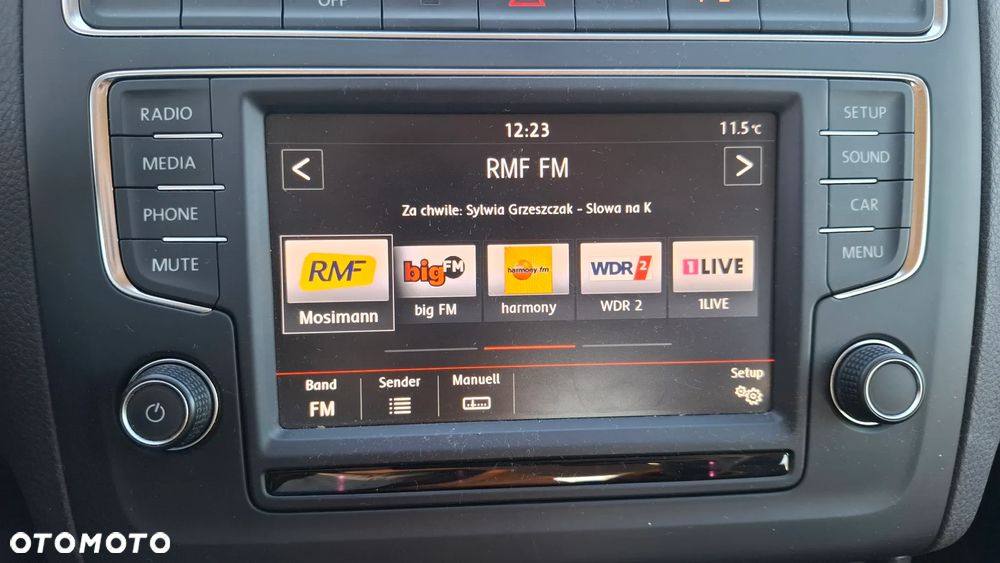 OFF
RADIO
MEDIA
PHONE
MUTE
SETUP
SOUND
CAR
MENU
12:23
11.5°C
<
RMF FM
>
Za chwile: Sylwia Grzeszczak - Slowa na K
RMF
bigFM
harmony fm
WDR 2
1LIVE
Mosimann
big FM
harmony
WDR 2
1LIVE
Band
Sender
Manuell
Setup
FM
OTOMOTO